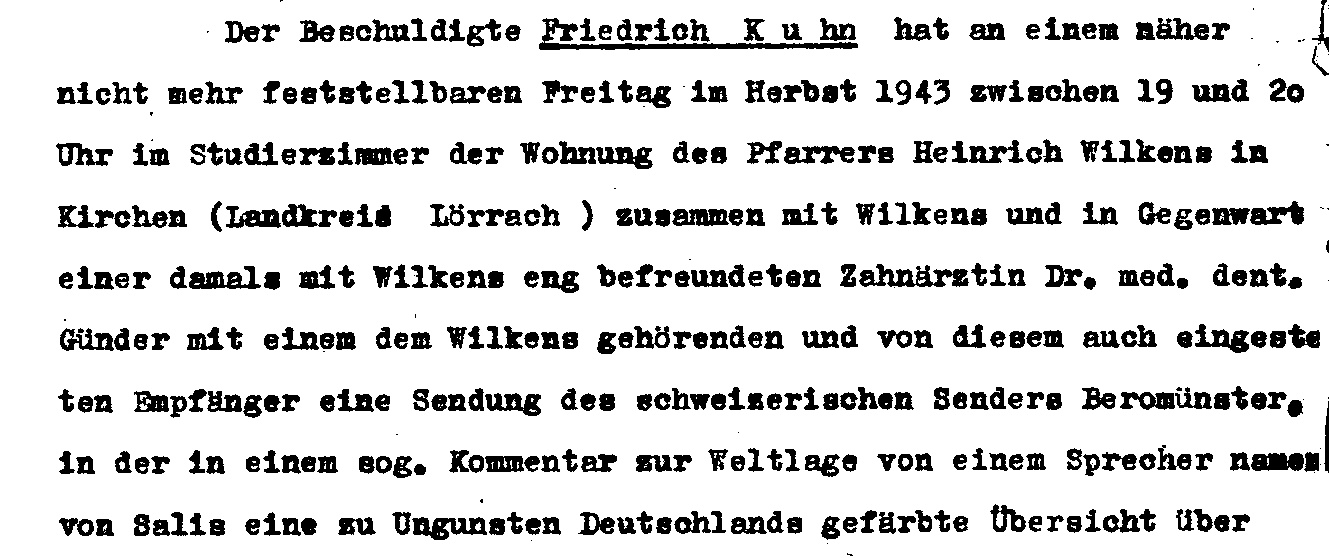 Der Beschuldigte Friedrich K u hn hat an einem näher
nicht mehr feststellbaren Freitag im Herbst 1943 zwischen 19 und 2o
Uhr im Studierzimmer der Wohnung des Pfarrers Heinrich Wilkens in
Kirchen (Landkreis Lörrach ) zusammen mit Wilkens und in Gegenwart
einer damals mit Wilkens eng befreundeten Zahnärztin Dr. med. dent.
Günder mit einem dem Wilkens gehörenden und von diesem auch eingeste
ten Empfänger eine Sendung des schweizerischen Senders Beromünster.
in der in einem sog. Kommentar zur Weltlage von einem Sprecher namen
von Salis eine zu Ungunsten Deutschlands gefärbte Übersicht über